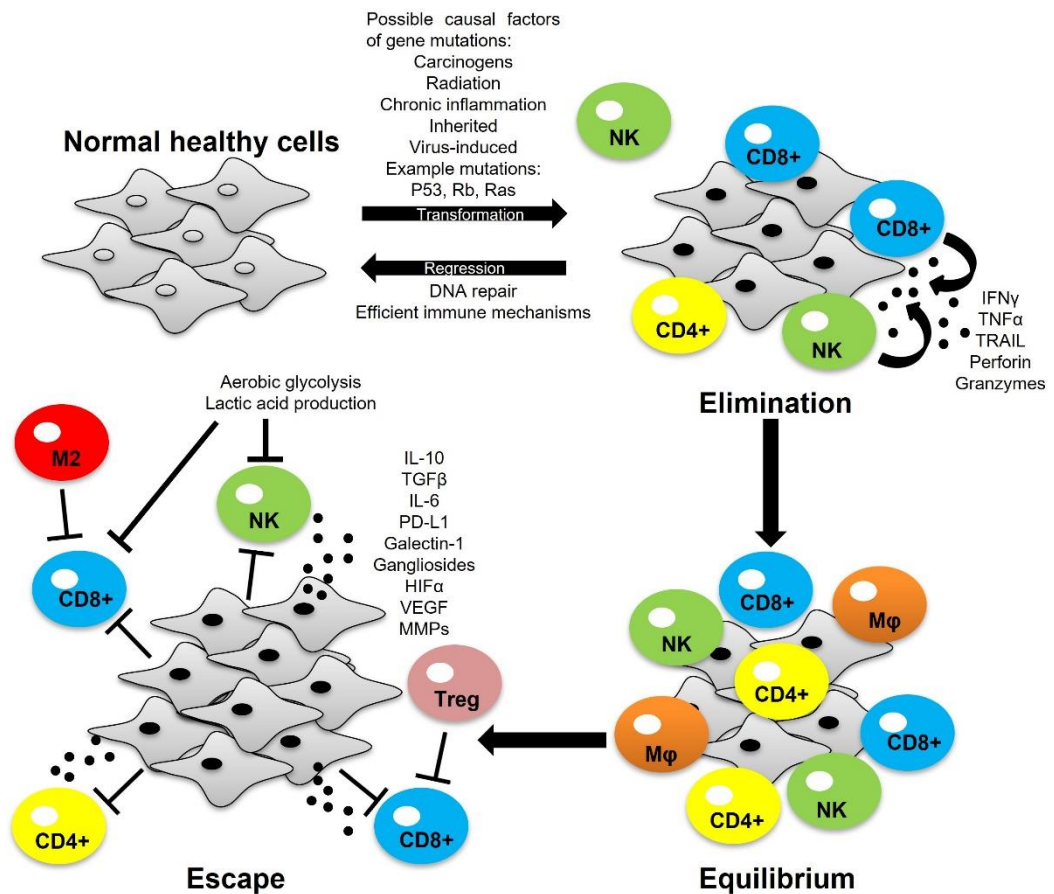 Possible causal factors
of gene mutations:
Carcinogens
Radiation
Chronic inflammation
Inherited
Virus-induced
Example mutations:
P53, Rb, Ras
Transformation
Regression
DNA repair
Efficient immune mechanisms
Normal healthy cells
NK
CD8+
CD8+
CD4+
NK
IFNγ
TNFα
TRAIL
Perforin
Granzymes
Elimination
Aerobic glycolysis
Lactic acid production
M2
NK
CD8+
IL-10
TGFβ
IL-6
PD-L1
Galectin-1
Gangliosides
HIFα
VEGF
MMPs
Treg
CD4+
CD8+
Escape
CD8+
Mφ
NK
CD4+
CD8+
Mφ
NK
CD4+
Equilibrium